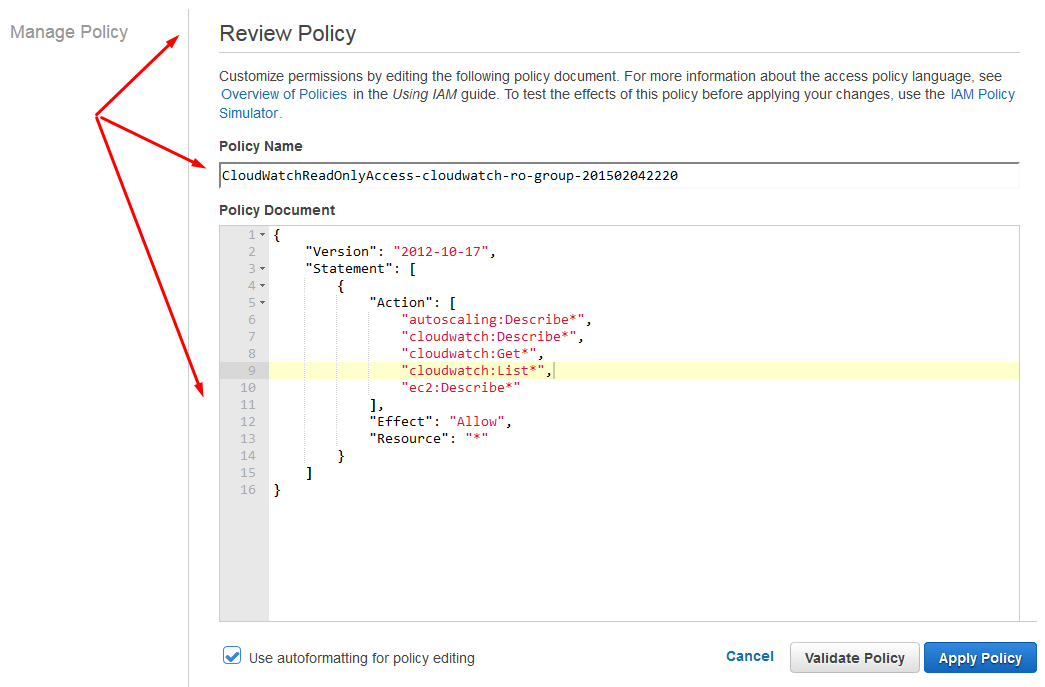 Manage Policy
Review Policy
Customize permissions by editing the following policy document. For more information about the access policy language, see
Overview of Policies in the Using IAM guide. To test the effects of this policy before applying your changes, use the IAM Policy
Simulator.
Policy Name
CloudWatchReadOnlyAccess-cloudwatch-ro-group-201502042220
Policy Document
1 {
2     "Version": "2012-10-17",
3     "Statement": [
4         {
5             "Action": [
6                 "autoscaling:Describe*",
7                 "cloudwatch:Describe*",
8                 "cloudwatch:Get*",
9                 "cloudwatch:List*",
10                 "ec2:Describe*"
11             ],
12             "Effect": "Allow",
13             "Resource": "*"
14         }
15     ]
16 }
Use autoformatting for policy editing
Cancel
Validate Policy
Apply Policy